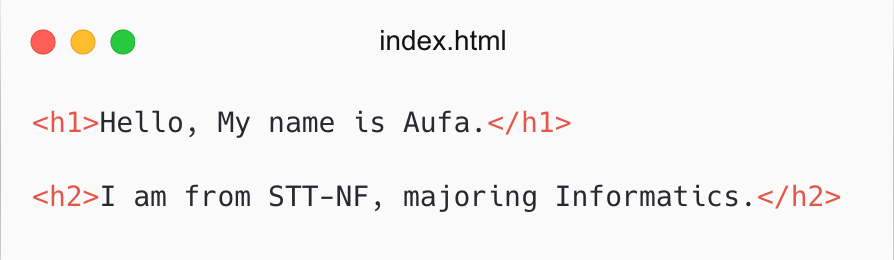 index.html
<h1>Hello, My name is Aufa.</h1>
<h2>I am from STT-NF, majoring Informatics.</h2>